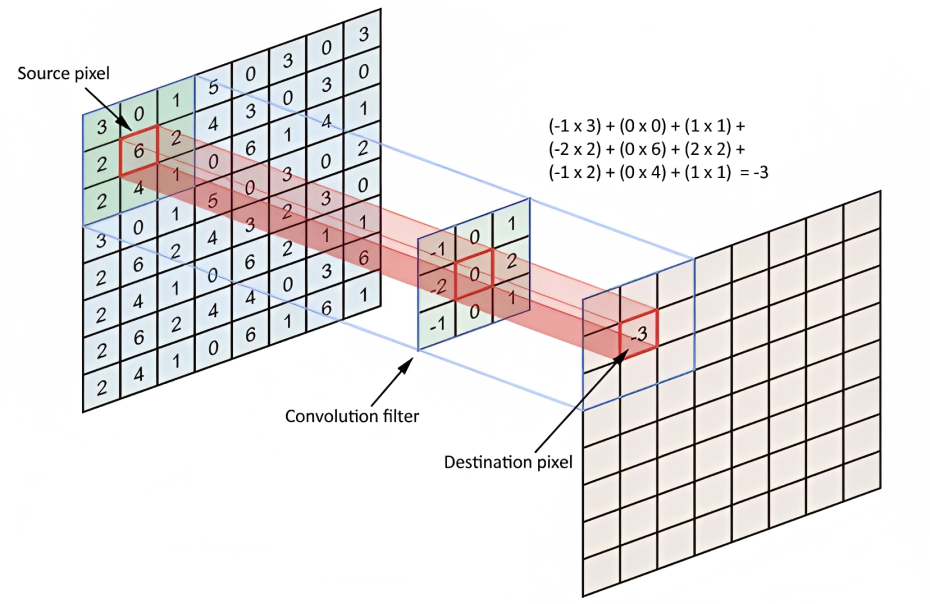 Source pixel
3 0 1 5 0 3 0 3
2 6 2 4 3 0 3 0
2 4 1 0 6 1 4 1
3 0 1 5 0 3 0 2
2 6 2 4 3 2 3 0
2 4 1 0 6 2 1 1
2 6 2 4 4 0 3 6
2 4 1 0 6 1 6 1
-1 0 1
-2 0 2
-1 0 1
Convolution filter
(-1 x 3) + (0 x 0) + (1 x 1) +
(-2 x 2) + (0 x 6) + (2 x 2) +
(-1 x 2) + (0 x 4) + (1 x 1) = -3
-3
Destination pixel